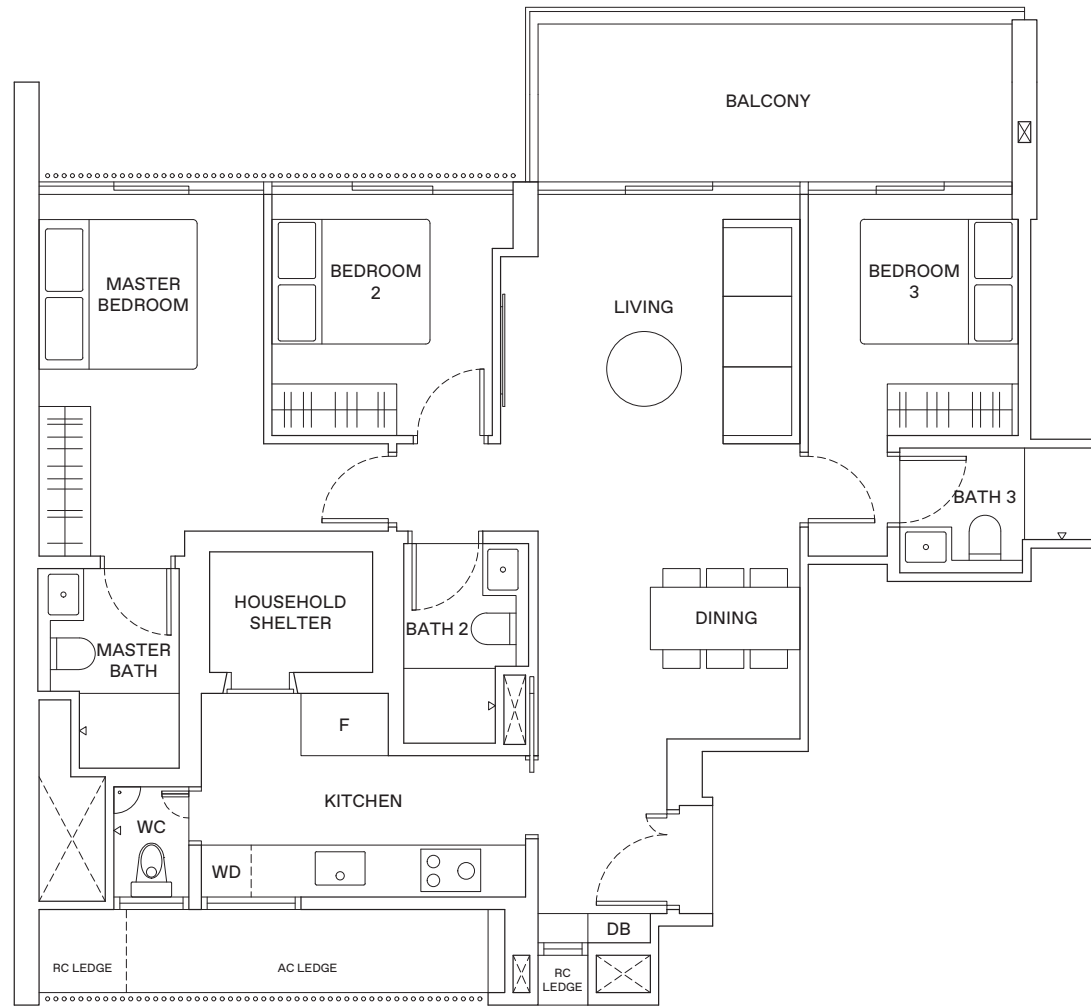 BALCONY
MASTER
BEDROOM
BEDROOM
2
LIVING
BEDROOM
3
BATH 3
HOUSEHOLD
SHELTER
BATH 2
DINING
MASTER
BATH
F
KITCHEN
WC
WD
DB
RC LEDGE
AC LEDGE
RC
LEDGE